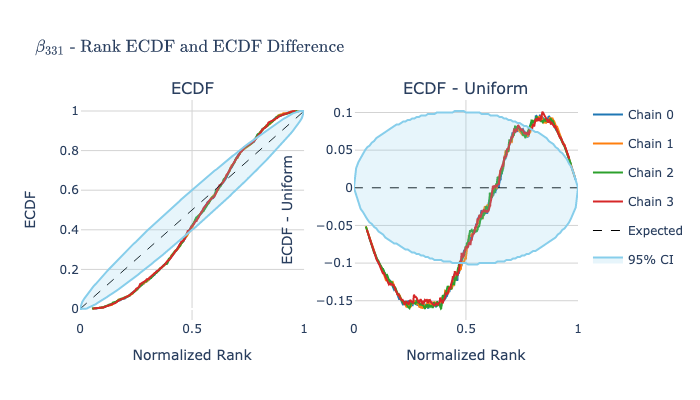 β331 - Rank ECDF and ECDF Difference
ECDF
ECDF - Uniform
ECDF
1
0.8
0.6
0.4
0.2
0
0
0.5
1
Normalized Rank
ECDF - Uniform
0.1
0.05
0
−0.05
−0.1
−0.15
0
0.5
1
Normalized Rank
Chain 0
Chain 1
Chain 2
Chain 3
Expected
95% CI